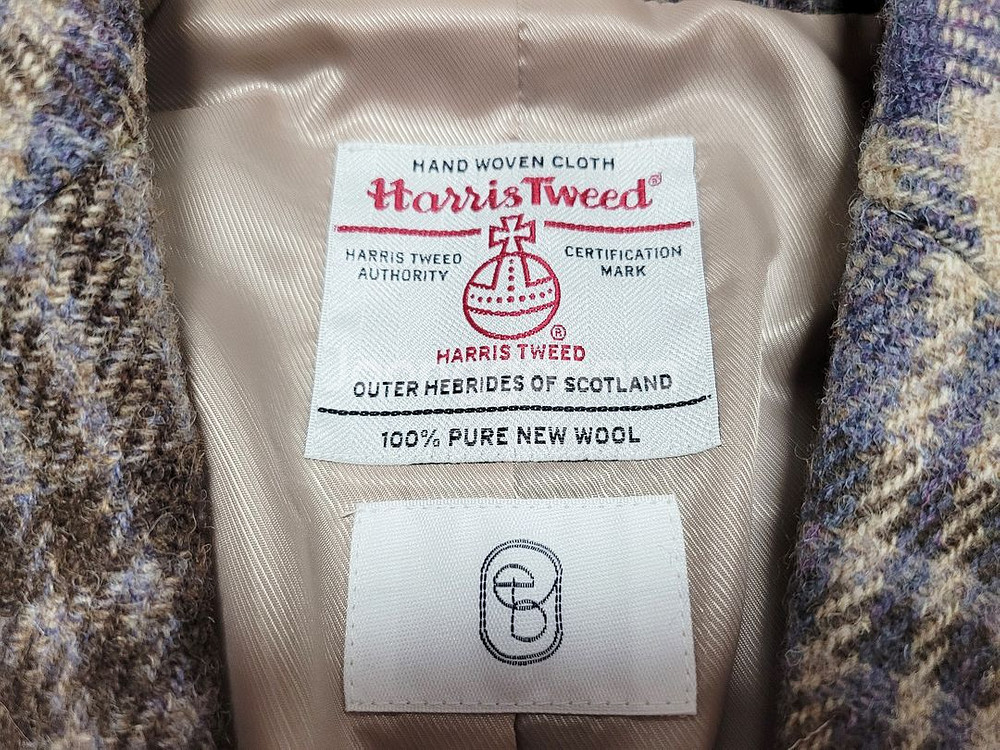 HAND WOVEN CLOTH
Harris Tweed®
HARRIS TWEED AUTHORITY
CERTIFICATION MARK
®
HARRIS TWEED
OUTER HEBRIDES OF SCOTLAND
100% PURE NEW WOOL